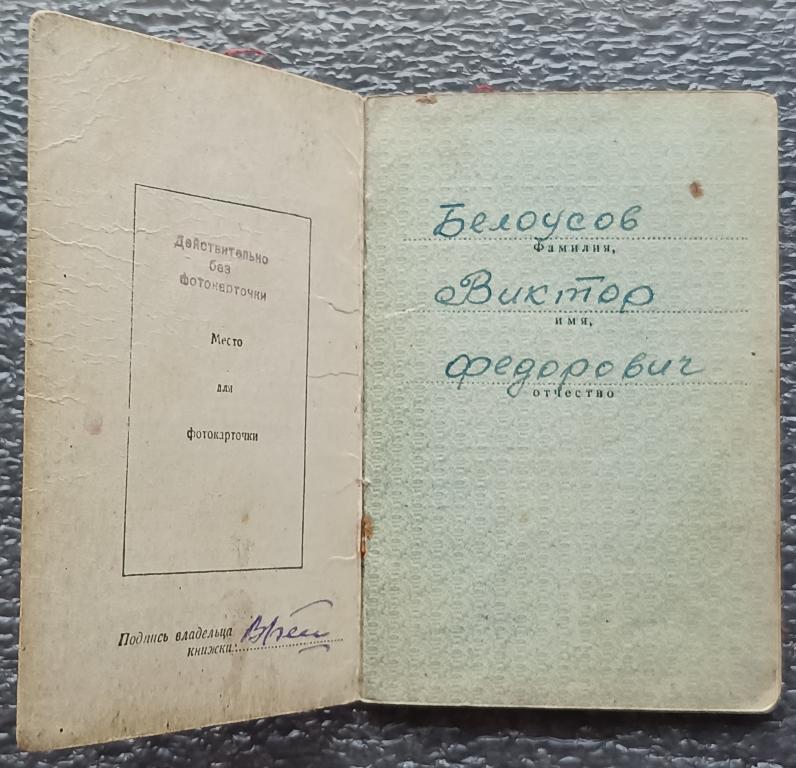 Действительно
без
фотокарточки
Место
для
фотокарточки
Подпись владельца
книжки:
Белоусов
Фамилия,
Виктор
имя,
Федорович
отчество